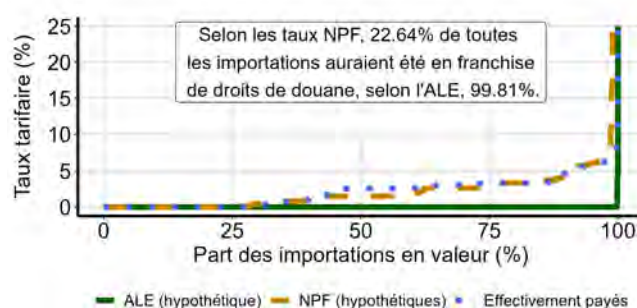 25
20
15
10
5
0
Taux tarifaire (%)
Selon les taux NPF, 22.64% de toutes
les importations auraient été en franchise
de droits de douane, selon l'ALE, 99.81%.
0 25 50 75 100
Part des importations en valeur (%)
ALE (hypothétique) NPF (hypothétiques) Effectivement payés